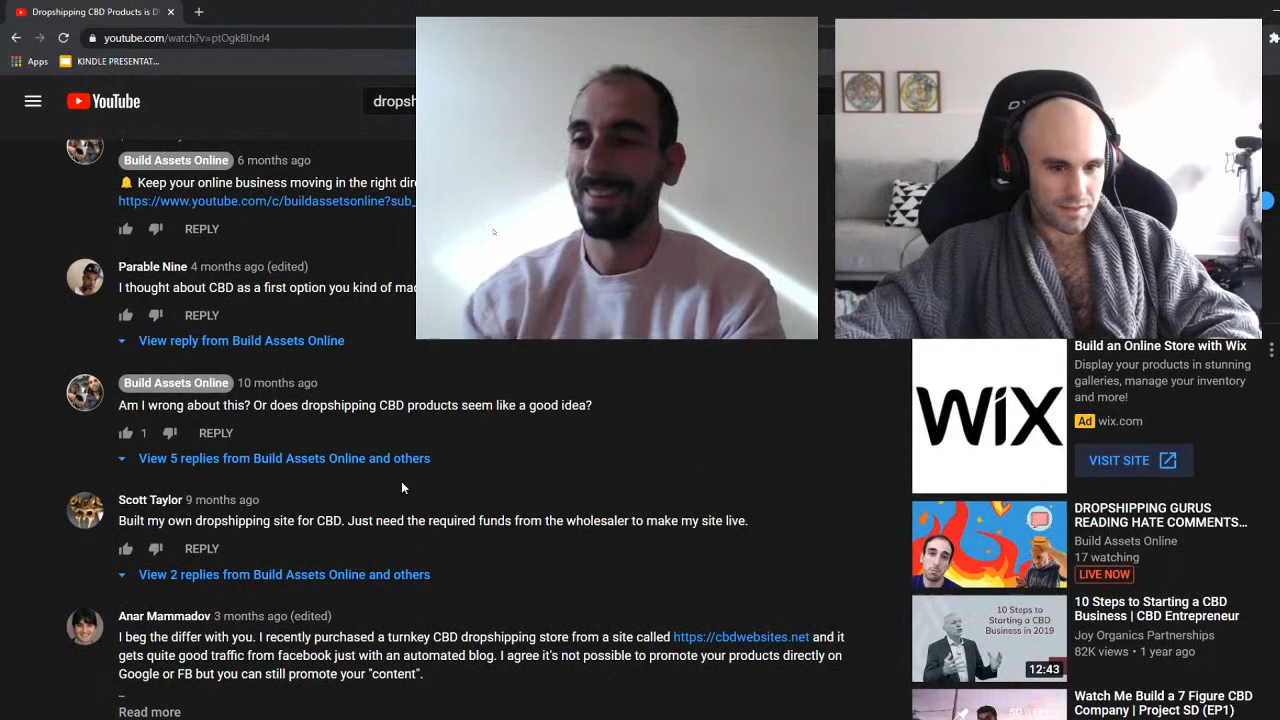 Dropshipping CBD Products is D
youtube.com/watch?v=
Apps
KINDLE PRESENTAT...
YouTube
dropsh
Build Assets Online 6 months ago
Keep your online business moving in the right dire
https://www.youtube.com/c/buildassetsonline?sub_
REPLY
Parable Nine 4 months ago (edited)
I thought about CBD as a first option you kind of mad
REPLY
View reply from Build Assets Online
Build Assets Online 10 months ago
Am I wrong about this? Or does dropshipping CBD products seem like a good idea?
1 REPLY
View 5 replies from Build Assets Online and others
Scott Taylor 9 months ago
Built my own dropshipping site for CBD. Just need the required funds from the wholesaler to make my site live.
REPLY
View 2 replies from Build Assets Online and others
Anar Mammadov 3 months ago (edited)
I beg the differ with you. I recently purchased a turnkey CBD dropshipping store from a site called https://cbdwebsites.net and it
gets quite good traffic from facebook just with an automated blog. I agree it's not possible to promote your products directly on
Google or FB but you can still promote your "content".
..
Read more
Build an Online Store with Wix
Display your products in stunning
galleries, manage your inventory
and more!
Ad wix.com
WIX
VISIT SITE
DROPSHIPPING GURUS
READING HATE COMMENTS...
Build Assets Online
17 watching
LIVE NOW
10 Steps to
Starting a CBD
Business in 2019
12:43
10 Steps to Starting a CBD
Business | CBD Entrepreneur
Joy Organics Partnerships
82K views • 1 year ago
Watch Me Build a 7 Figure CBD
Company | Project SD (EP1)